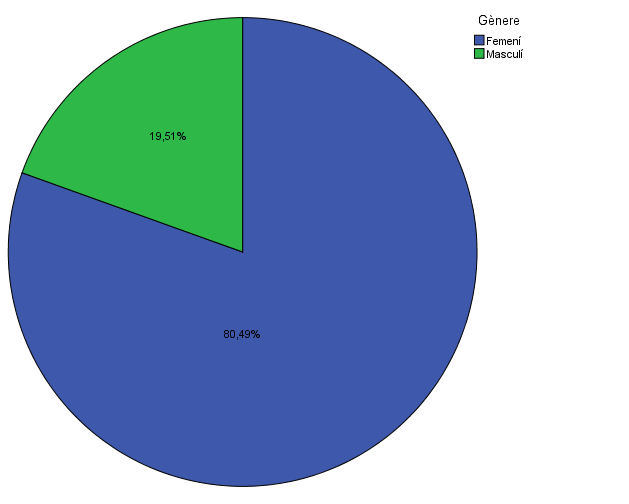 Gènere
Femení
Masculí
19,51%
80,49%